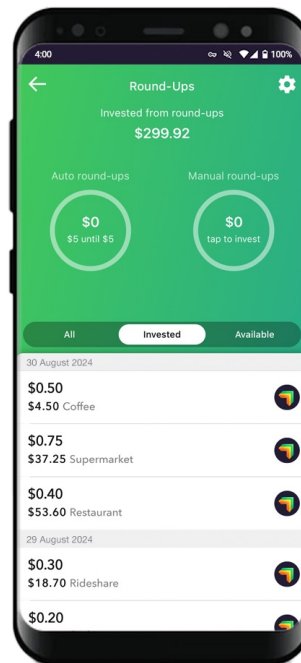 4:00
100%
Round-Ups
Invested from round-ups
$299.92
Auto round-ups
Manual round-ups
$0
$5 until $5
$0
tap to invest
All
Invested
Available
30 August 2024
$0.50
$4.50 Coffee
$0.75
$37.25 Supermarket
$0.40
$53.60 Restaurant
29 August 2024
$0.30
$18.70 Rideshare
$0.20